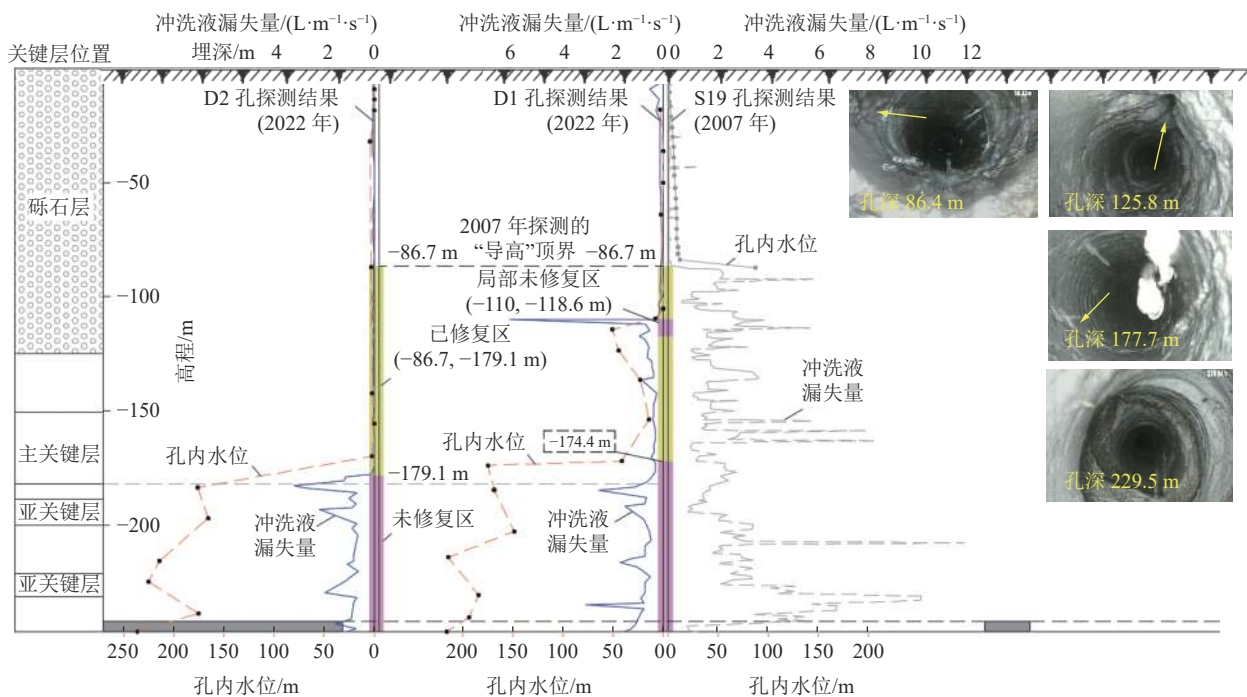 冲洗液漏失量/(L·m⁻¹·s⁻¹) 冲洗液漏失量/(L·m⁻¹·s⁻¹) 冲洗液漏失量/(L·m⁻¹·s⁻¹)
关键层位置 埋深/m 4 2 0 6 4 2 0 0 2 4 6 8 10 12
D2 孔探测结果
(2022 年)
D1 孔探测结果
(2022 年)
S19 孔探测结果
(2007 年)
孔深 86.4 m
孔深 125.8 m
孔深 177.7 m
孔深 229.5 m
砾石层
主关键层
亚关键层
亚关键层
高程/m
−50
−100
−150
−200
2007 年探测的
−86.7 m “导高”顶界 −86.7 m
孔内水位
局部未修复区
(−110, −118.6 m)
已修复区
(−86.7, −179.1 m)
冲洗液
漏失量
孔内水位
孔内水位
−174.4 m
−179.1 m
冲洗液
漏失量
未修复区
冲洗液
漏失量
250 200 150 100 50 0 200 150 100 50 0 0 50 100 150 200
孔内水位/m 孔内水位/m 孔内水位/m